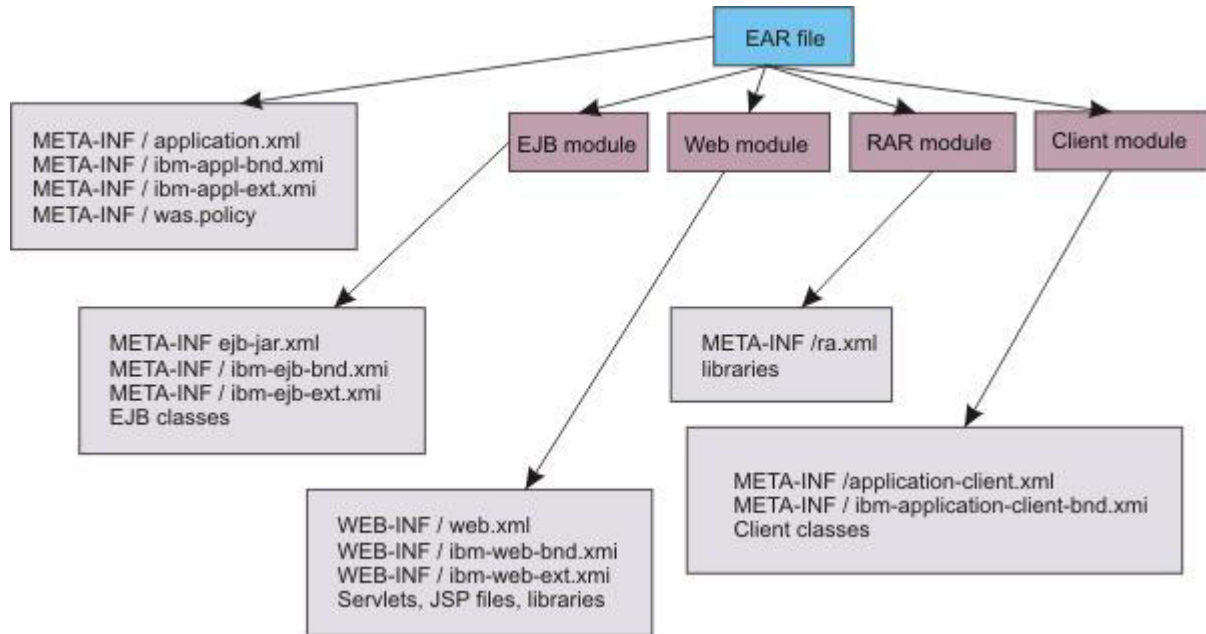 EAR file
EJB module
Web module
RAR module
Client module
META-INF / application.xml
META-INF / ibm-appl-bnd.xmi
META-INF / ibm-appl-ext.xmi
META-INF / was.policy
META-INF ejb-jar.xml
META-INF / ibm-ejb-bnd.xmi
META-INF / ibm-ejb-ext.xmi
EJB classes
META-INF /ra.xml
libraries
META-INF /application-client.xml
META-INF / ibm-application-client-bnd.xmi
Client classes
WEB-INF / web.xml
WEB-INF / ibm-web-bnd.xmi
WEB-INF / ibm-web-ext.xmi
Servlets, JSP files, libraries